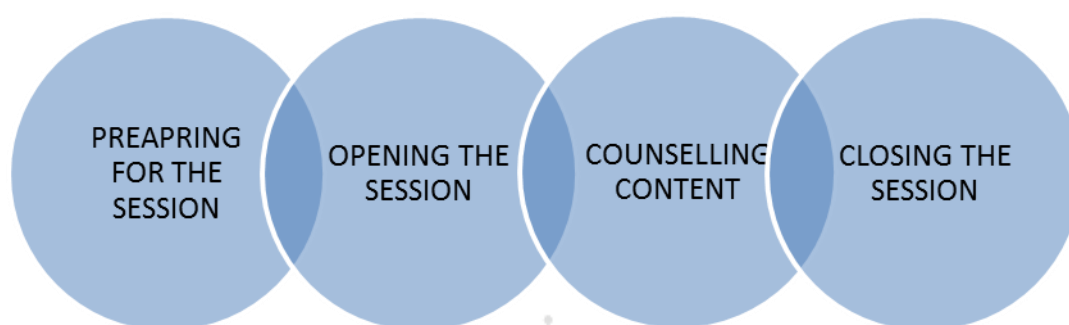 PREAPRING
FOR THE
SESSION
OPENING THE
SESSION
COUNSELLING
CONTENT
CLOSING THE
SESSION